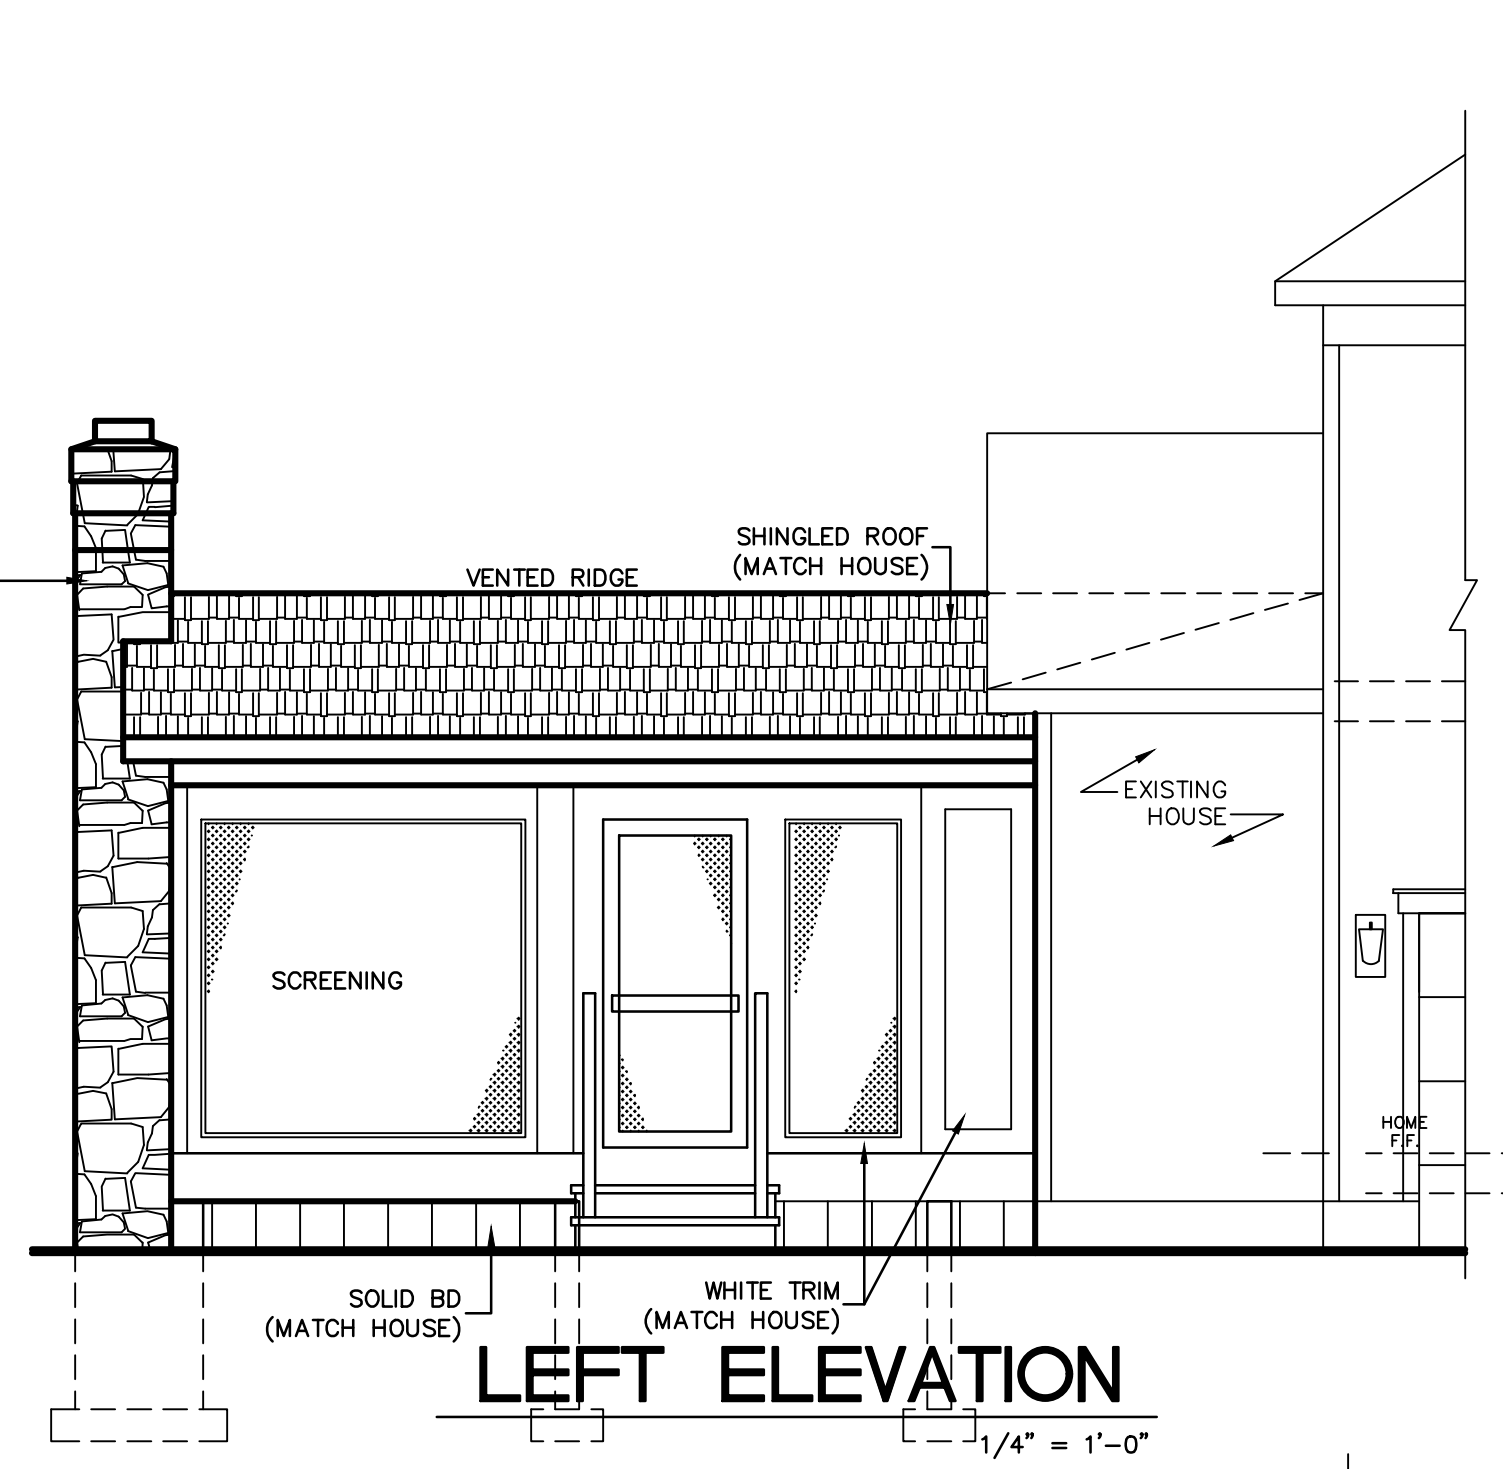 SHINGLED ROOF
(MATCH HOUSE)
VENTED RIDGE
EXISTING
HOUSE
SCREENING
HOME
F.F.
SOLID BD
(MATCH HOUSE)
WHITE TRIM
(MATCH HOUSE)
LEFT ELEVATION
1/4" = 1'-0"